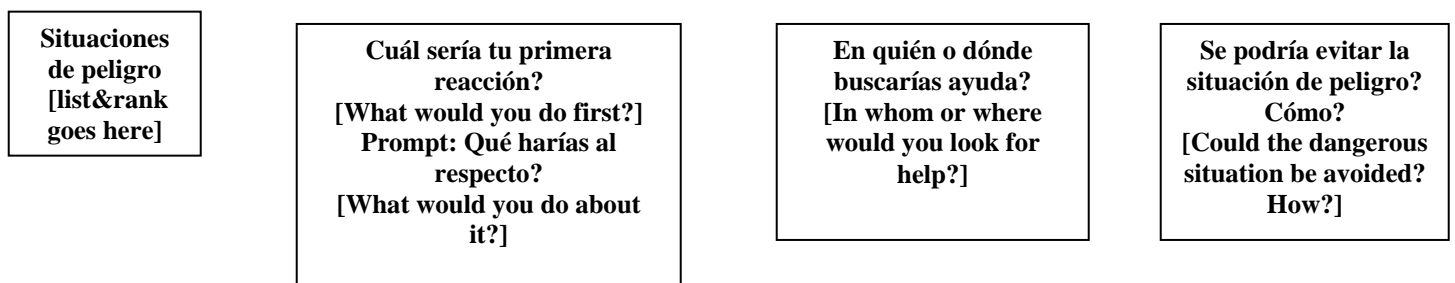 Situaciones
de peligro
[list&rank
goes here]
Cuál sería tu primera
reacción?
[What would you do first?]
Prompt: Qué harías al
respecto?
[What would you do about
it?]
En quién o dónde
buscarías ayuda?
[In whom or where
would you look for
help?]
Se podría evitar la
situación de peligro?
Cómo?
[Could the dangerous
situation be avoided?
How?]